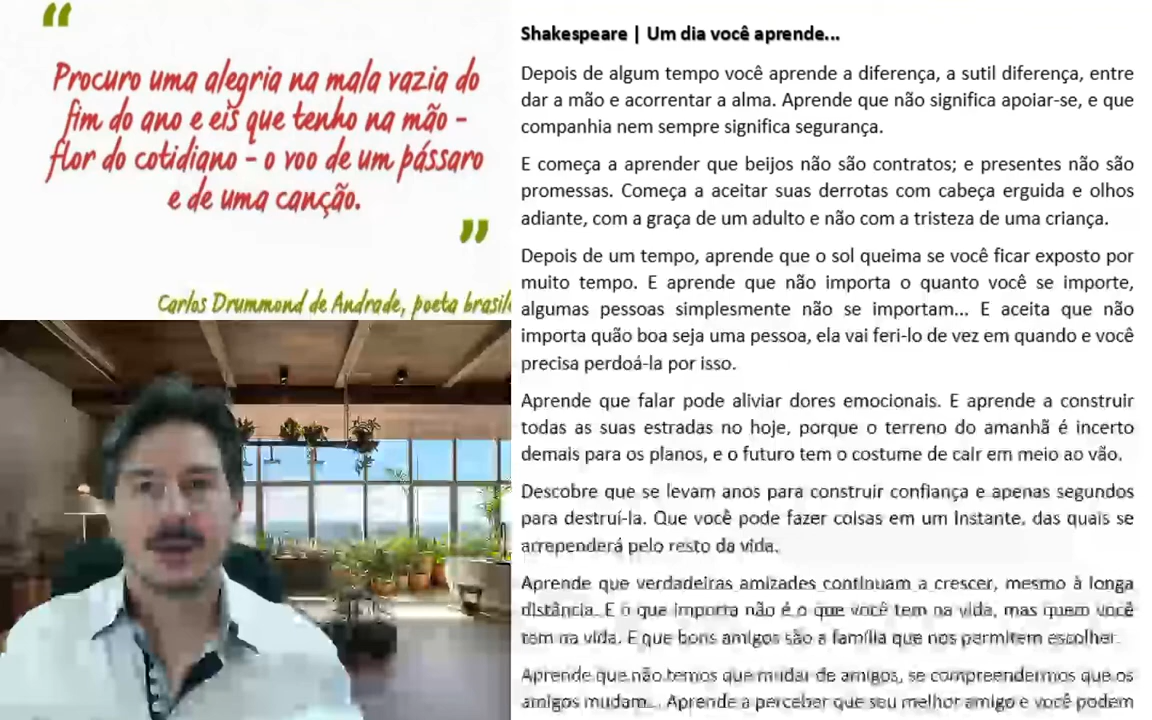 “
Procuro uma alegria na mala vazia do
fim do ano e eis que tenho na mão -
flor do cotidiano - o voo de um pássaro
e de uma canção.
”
Carlos Drummond de Andrade, poeta
Shakespeare | Um dia você aprende...
Depois de algum tempo você aprende a diferença, a sutil diferença, entre
dar a mão e acorrentar a alma. Aprende que não significa apoiar-se, e que
companhia nem sempre significa segurança.
E começa a aprender que beijos não são contratos; e presentes não são
promessas. Começa a aceitar suas derrotas com cabeça erguida e olhos
adiante, com a graça de um adulto e não com a tristeza de uma criança.
Depois de um tempo, aprende que o sol queima se você ficar exposto por
muito tempo. E aprende que não importa o quanto você se importe,
algumas pessoas simplesmente não se importam... E aceita que não
importa quão boa seja uma pessoa, ela vai feri-lo de vez em quando e você
precisa perdoá-la por isso.
Aprende que falar pode aliviar dores emocionais. E aprende a construir
todas as suas estradas no hoje, porque o terreno do amanhã é incerto
demais para os planos, e o futuro tem o costume de cair em meio ao vão.
Descobre que se levam anos para construir confiança e apenas segundos
para destruí-la. Que você pode fazer coisas em um instante, das quais se
arrependerá pelo resto da vida.
Aprende que verdadeiras amizades continuam a crescer, mesmo à longa
distância. E o que importa não é o que você tem na vida, mas quem você
tem na vida. E que bons amigos são a família que nos permitem escolher.
Aprende que não temos que mudar de amigos, se compreendermos que os
amigos mudam... Aprende a perceber que seu melhor amigo e você podem